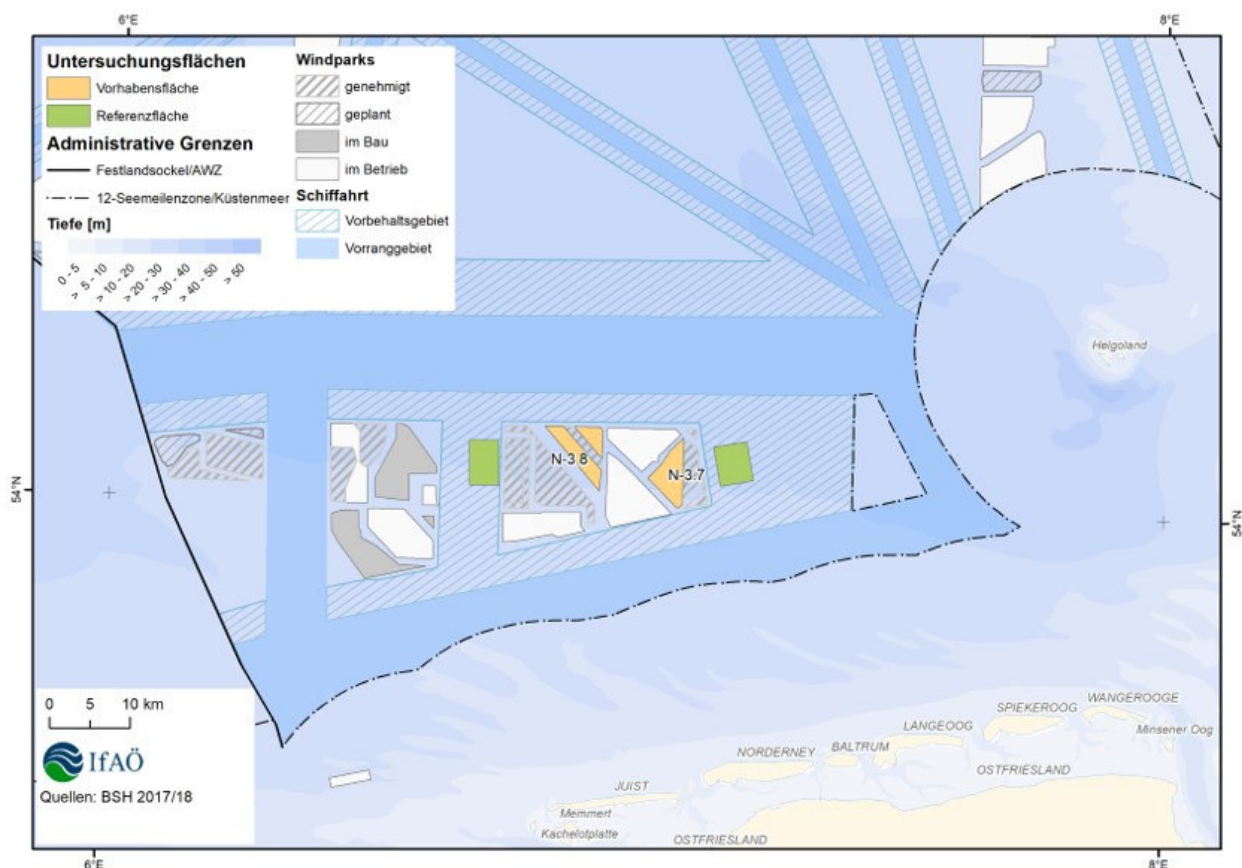 6°E
8°E
Untersuchungsflächen
Vorhabensfläche
Referenzfläche
Administrative Grenzen
Festlandsockel/AWZ
12-Seemeilenzone/Küstenmeer
Tiefe [m]
0 - 5
> 5 - 10
> 10 - 20
> 20 - 30
> 30 - 40
> 40 - 50
> 50
Windparks
genehmigt
geplant
im Bau
im Betrieb
Schiffahrt
Vorbehaltsgebiet
Vorranggebiet
Helgoland
N-3.8
N-3.7
54°N
54°N
0 5 10 km
IfAÖ
Quellen: BSH 2017/18
WANGEROOGE
SPIEKEROOG
Minsener Oog
LANGEOOG
BALTRUM
NORDERNEY
OSTFRIESLAND
JUIST
Memmert
Kachelotplatte
OSTFRIESLAND
6°E
8°E